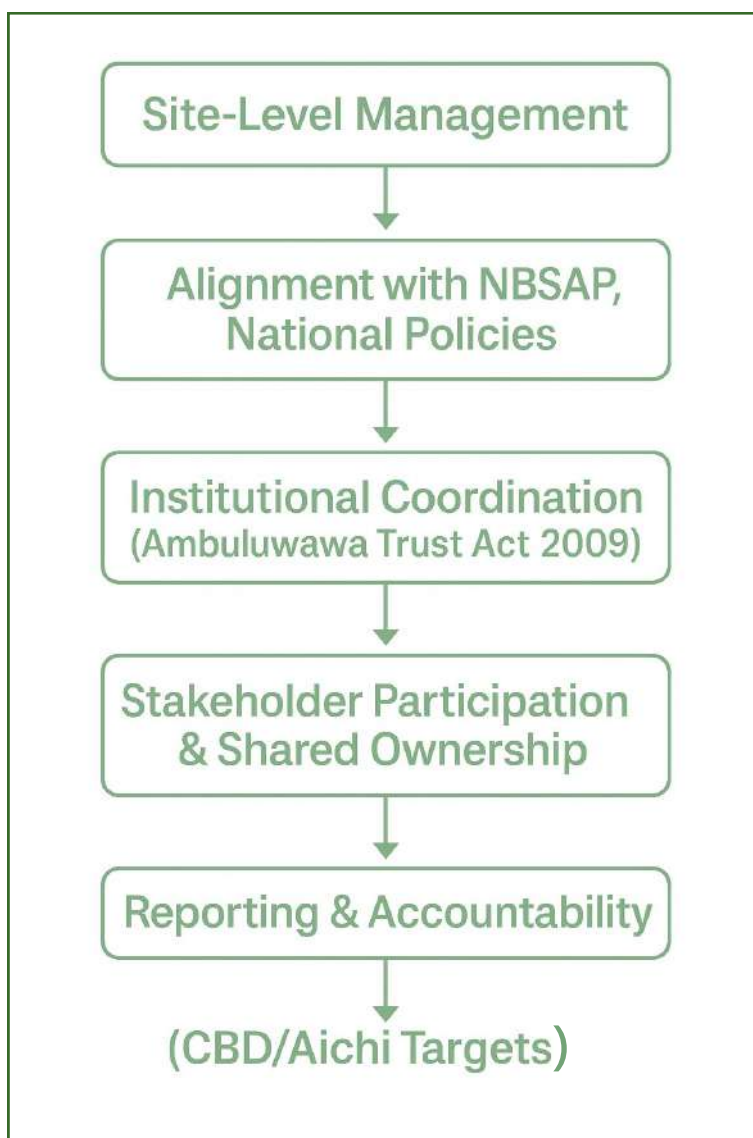 Site-Level Management
Alignment with NBSAP,
National Policies
Institutional Coordination
(Ambuluwawa Trust Act 2009)
Stakeholder Participation
& Shared Ownership
Reporting & Accountability
(CBD/Aichi Targets)